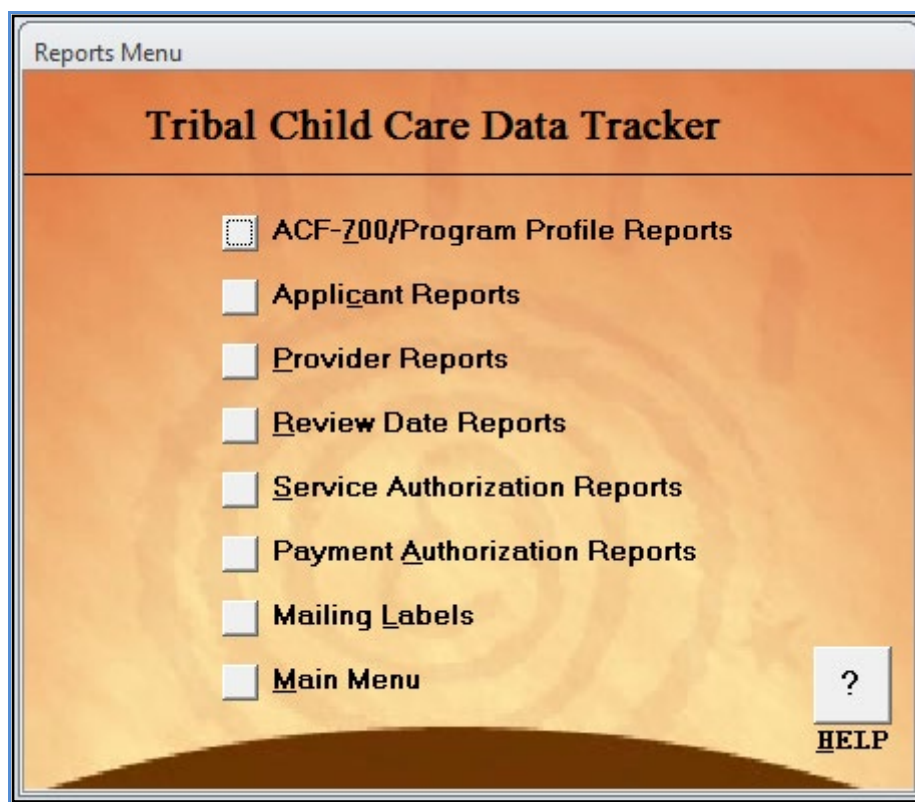 Reports Menu
Tribal Child Care Data Tracker
ACF-700/Program Profile Reports
Applicant Reports
Provider Reports
Review Date Reports
Service Authorization Reports
Payment Authorization Reports
Mailing Labels
Main Menu
?
HELP